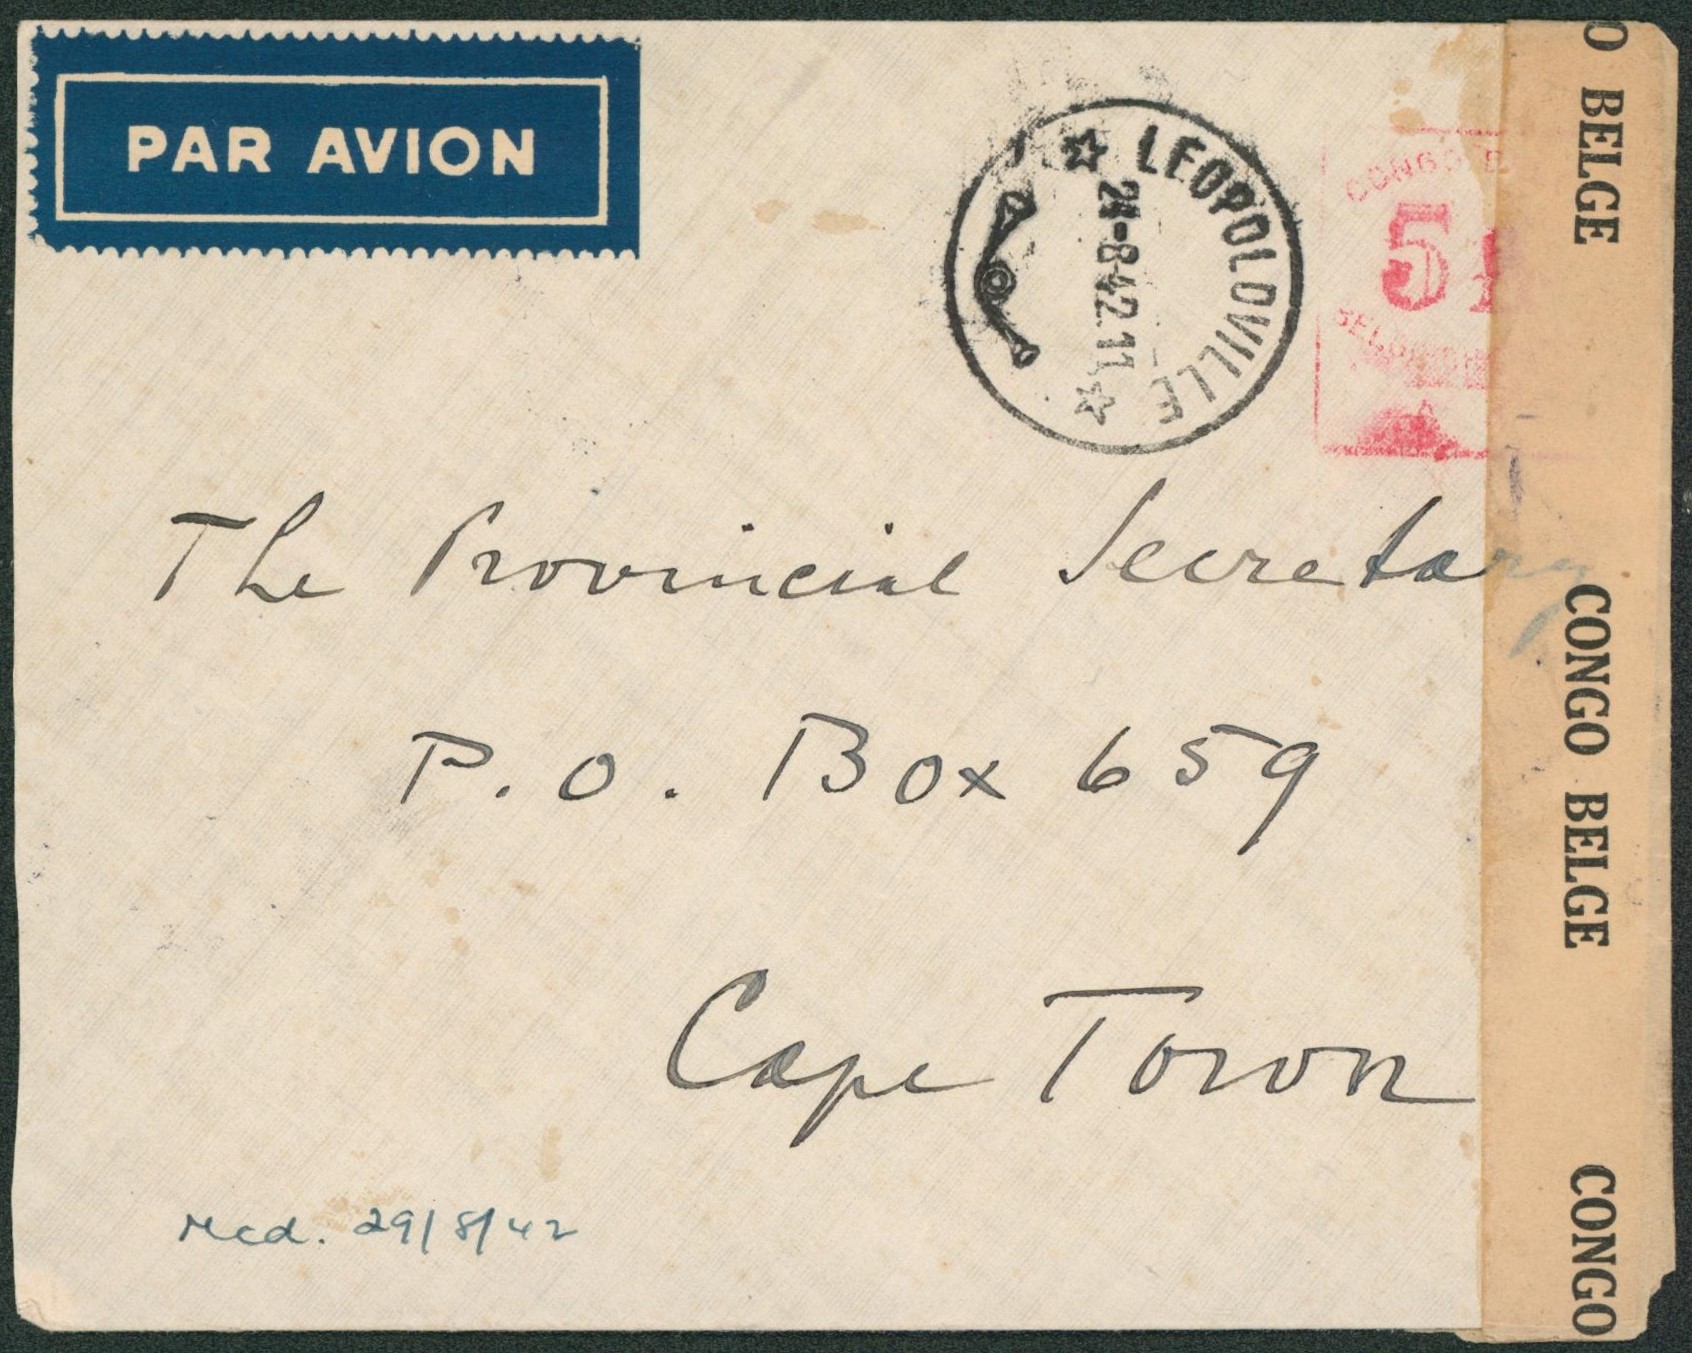 PAR AVION
LEOPOLDVILLE
-8-42.11
CONGO
5
The Provincial Secretary
P.O. Box 659
Cape Town
recd. 29/8/42
O BELGE
CONGO BELGE
CONGO